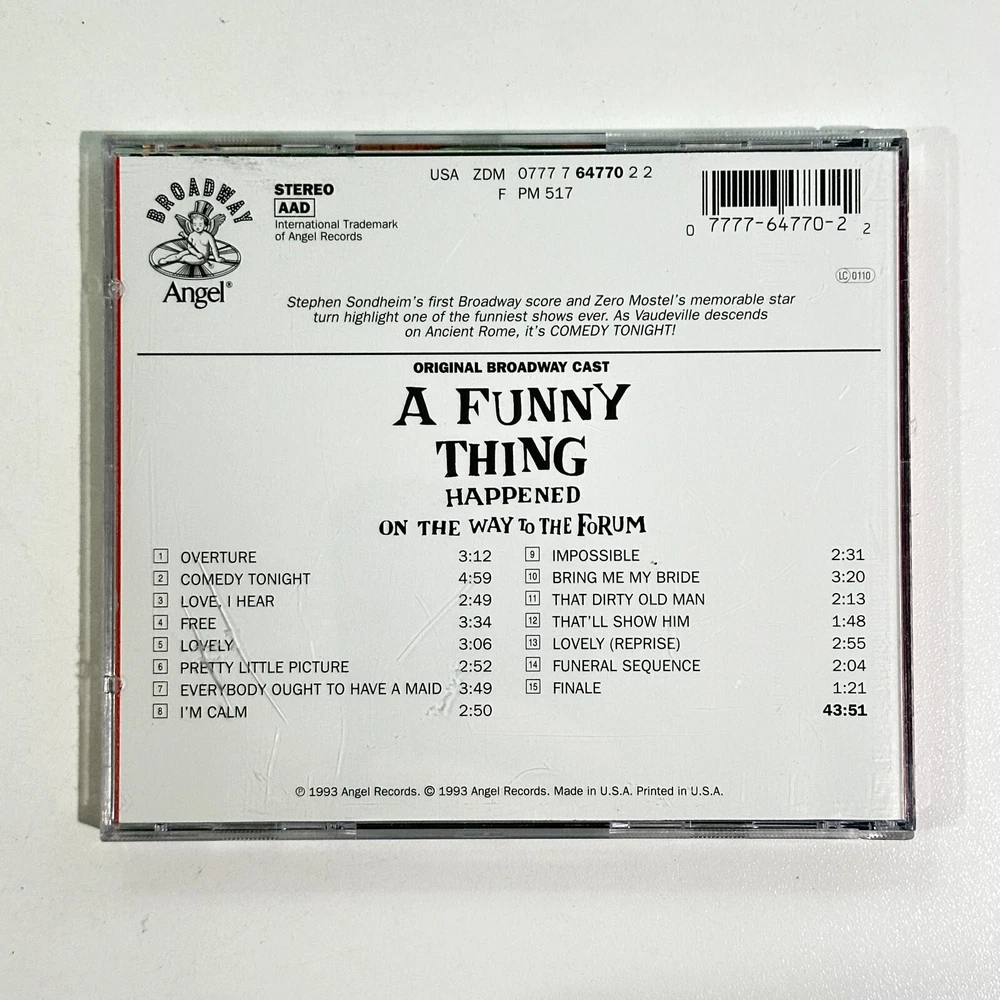 BROADWAY
Angel®
STEREO
AAD
International Trademark
of Angel Records
USA ZDM 0777 7 64770 2 2
F PM 517
0 7777-64770-2 2
LC 0110
Stephen Sondheim's first Broadway score and Zero Mostel's memorable star
turn highlight one of the funniest shows ever. As Vaudeville descends
on Ancient Rome, it's COMEDY TONIGHT!
ORIGINAL BROADWAY CAST
A FUNNY
THING
HAPPENED
ON THE WAY TO THE FORUM
1 OVERTURE 3:12
2 COMEDY TONIGHT 4:59
3 LOVE, I HEAR 2:49
4 FREE 3:34
5 LOVELY 3:06
6 PRETTY LITTLE PICTURE 2:52
7 EVERYBODY OUGHT TO HAVE A MAID 3:49
8 I'M CALM 2:50
9 IMPOSSIBLE 2:31
10 BRING ME MY BRIDE 3:20
11 THAT DIRTY OLD MAN 2:13
12 THAT'LL SHOW HIM 1:48
13 LOVELY (REPRISE) 2:55
14 FUNERAL SEQUENCE 2:04
15 FINALE 1:21
43:51
℗ 1993 Angel Records. © 1993 Angel Records. Made in U.S.A. Printed in U.S.A.